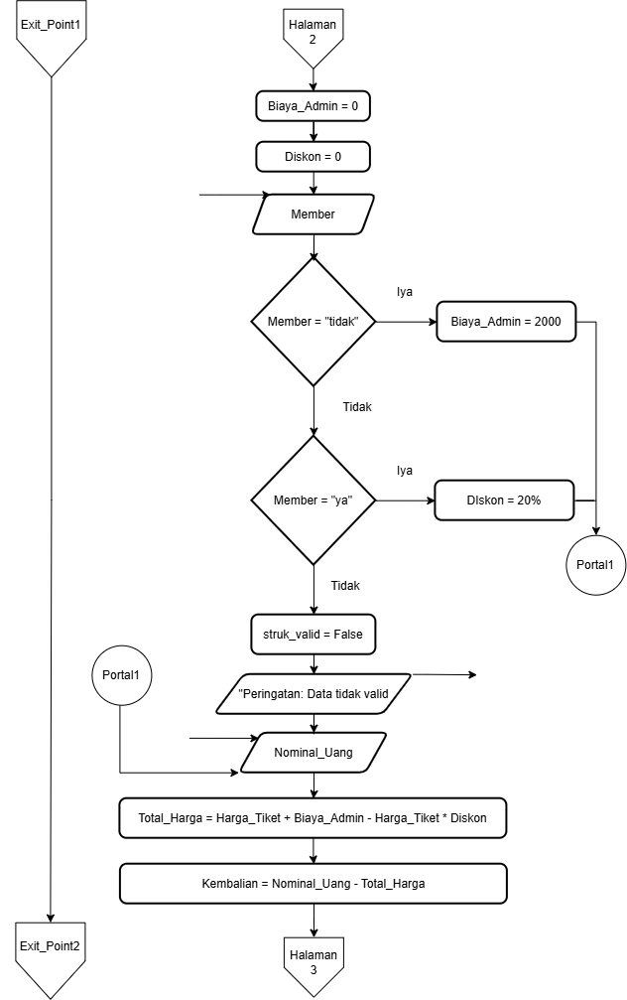 Exit_Point1
Halaman
2
Biaya_Admin = 0
Diskon = 0
Member
Member = "tidak"
Iya
Biaya_Admin = 2000
Tidak
Member = "ya"
Iya
DIskon = 20%
Portal1
Tidak
struk_valid = False
Portal1
"Peringatan: Data tidak valid
Nominal_Uang
Total_Harga = Harga_Tiket + Biaya_Admin - Harga_Tiket * Diskon
Kembalian = Nominal_Uang - Total_Harga
Exit_Point2
Halaman
3